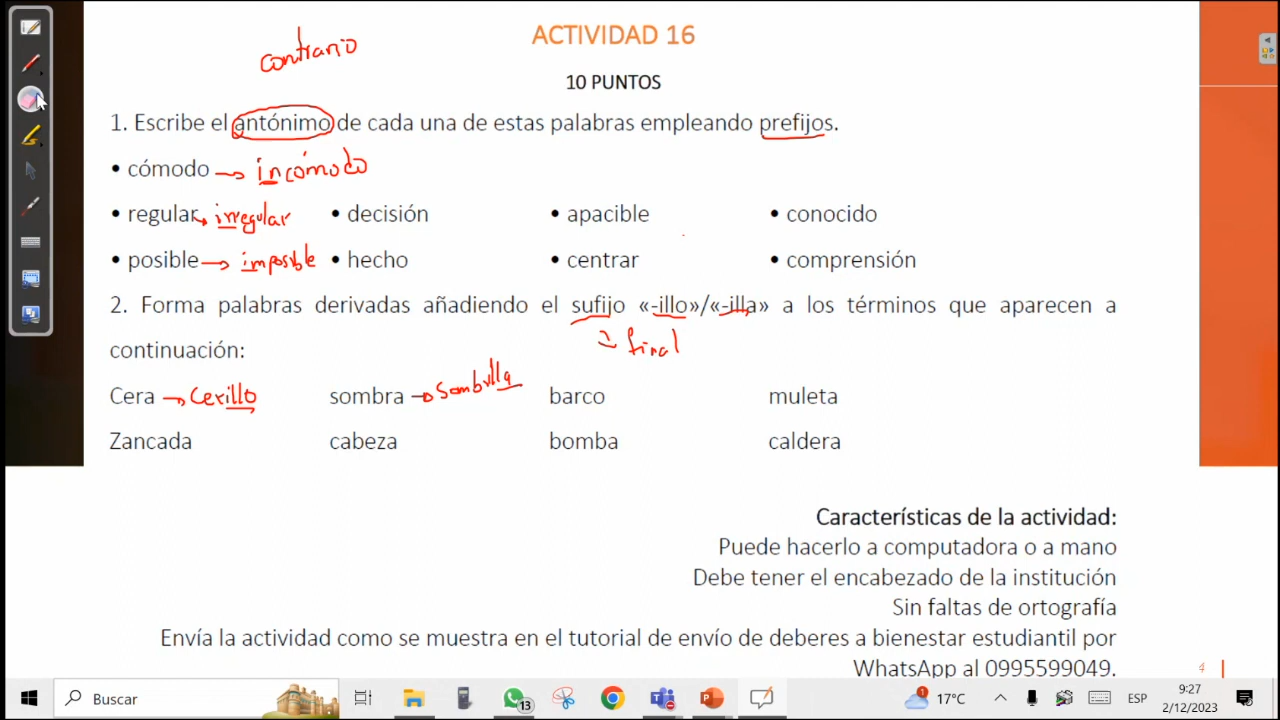 contrario
ACTIVIDAD 16
10 PUNTOS
1. Escribe el antónimo de cada una de estas palabras empleando prefijos.
• cómodo → incómodo
• regular → irregular • decisión • apacible • conocido
• posible → imposible • hecho • centrar • comprensión
2. Forma palabras derivadas añadiendo el sufijo «-illo»/«-illa» a los términos que aparecen a
continuación:
final
Cera → Cerillo sombra → Sombrilla barco muleta
Zancada cabeza bomba caldera
Características de la actividad:
Puede hacerlo a computadora o a mano
Debe tener el encabezado de la institución
Sin faltas de ortografía
Envía la actividad como se muestra en el tutorial de envío de deberes a bienestar estudiantil por
WhatsApp al 0995599049.
4
Buscar 13 1 17°C ESP 9:27
2/12/2023